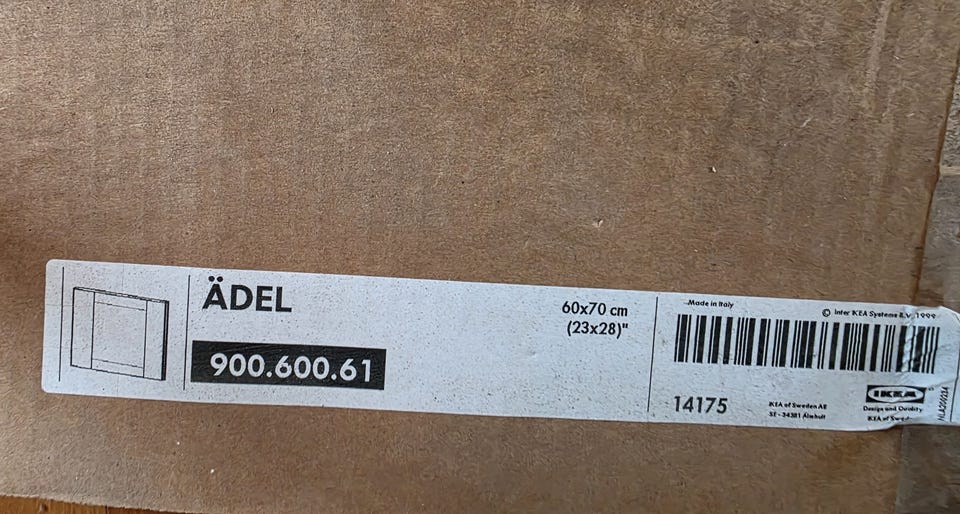 ÄDEL
900.600.61
60x70 cm
(23x28)"
Made in Italy
© Inter IKEA Systems B.V. 1999
14175
IKEA of Sweden AB
SE - 34381 Älmhult
IKEA
Design and Quality
IKEA of